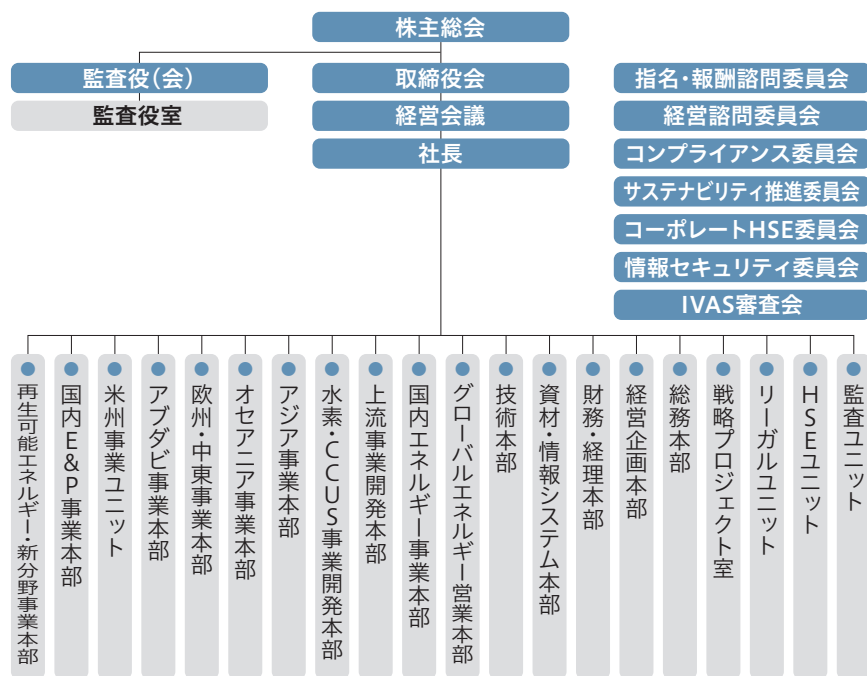 株主総会
監査役(会)
取締役会
指名・報酬諮問委員会
監査役室
経営会議
経営諮問委員会
社長
コンプライアンス委員会
サステナビリティ推進委員会
コーポレートHSE委員会
情報セキュリティ委員会
IVAS審査会
再生可能エネルギー・新分野事業本部
国内E&P事業本部
米州事業ユニット
アブダビ事業本部
欧州・中東事業本部
オセアニア事業本部
アジア事業本部
水素・CCUS事業開発本部
上流事業開発本部
国内エネルギー事業本部
グローバルエネルギー営業本部
技術本部
資材・情報システム本部
財務・経理本部
経営企画本部
総務本部
戦略プロジェクト室
リーガルユニット
HSEユニット
監査ユニット